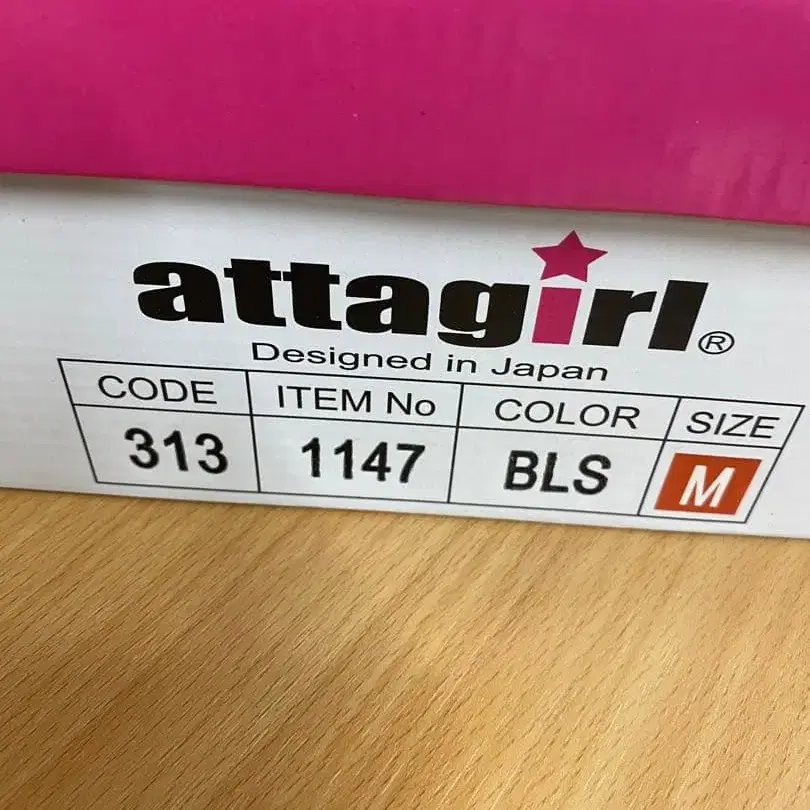 attagirl®
Designed in Japan
CODE ITEM No COLOR SIZE
313 1147 BLS M